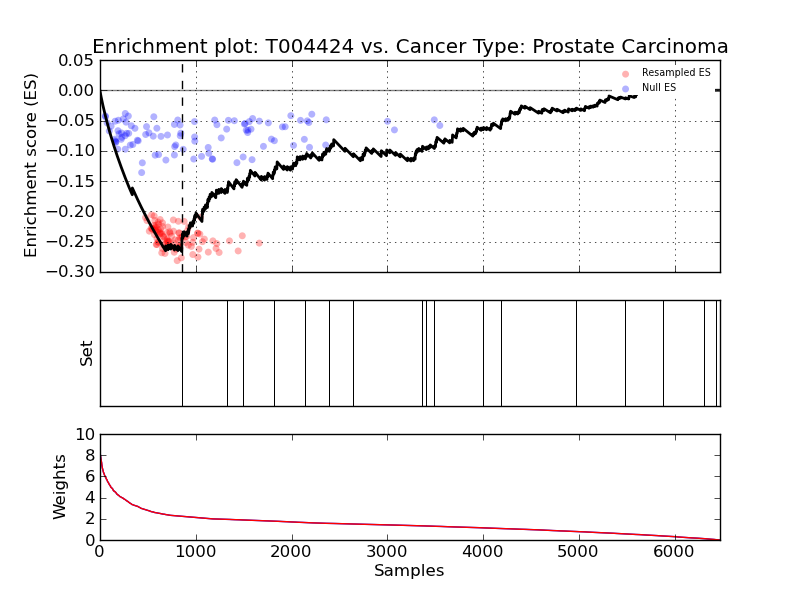 Enrichment plot: T004424 vs. Cancer Type: Prostate Carcinoma
Enrichment score (ES)
0.05
0.00
−0.05
−0.10
−0.15
−0.20
−0.25
−0.30
Resampled ES
Null ES
Set
Weights
10
8
6
4
2
0
0 1000 2000 3000 4000 5000 6000
Samples